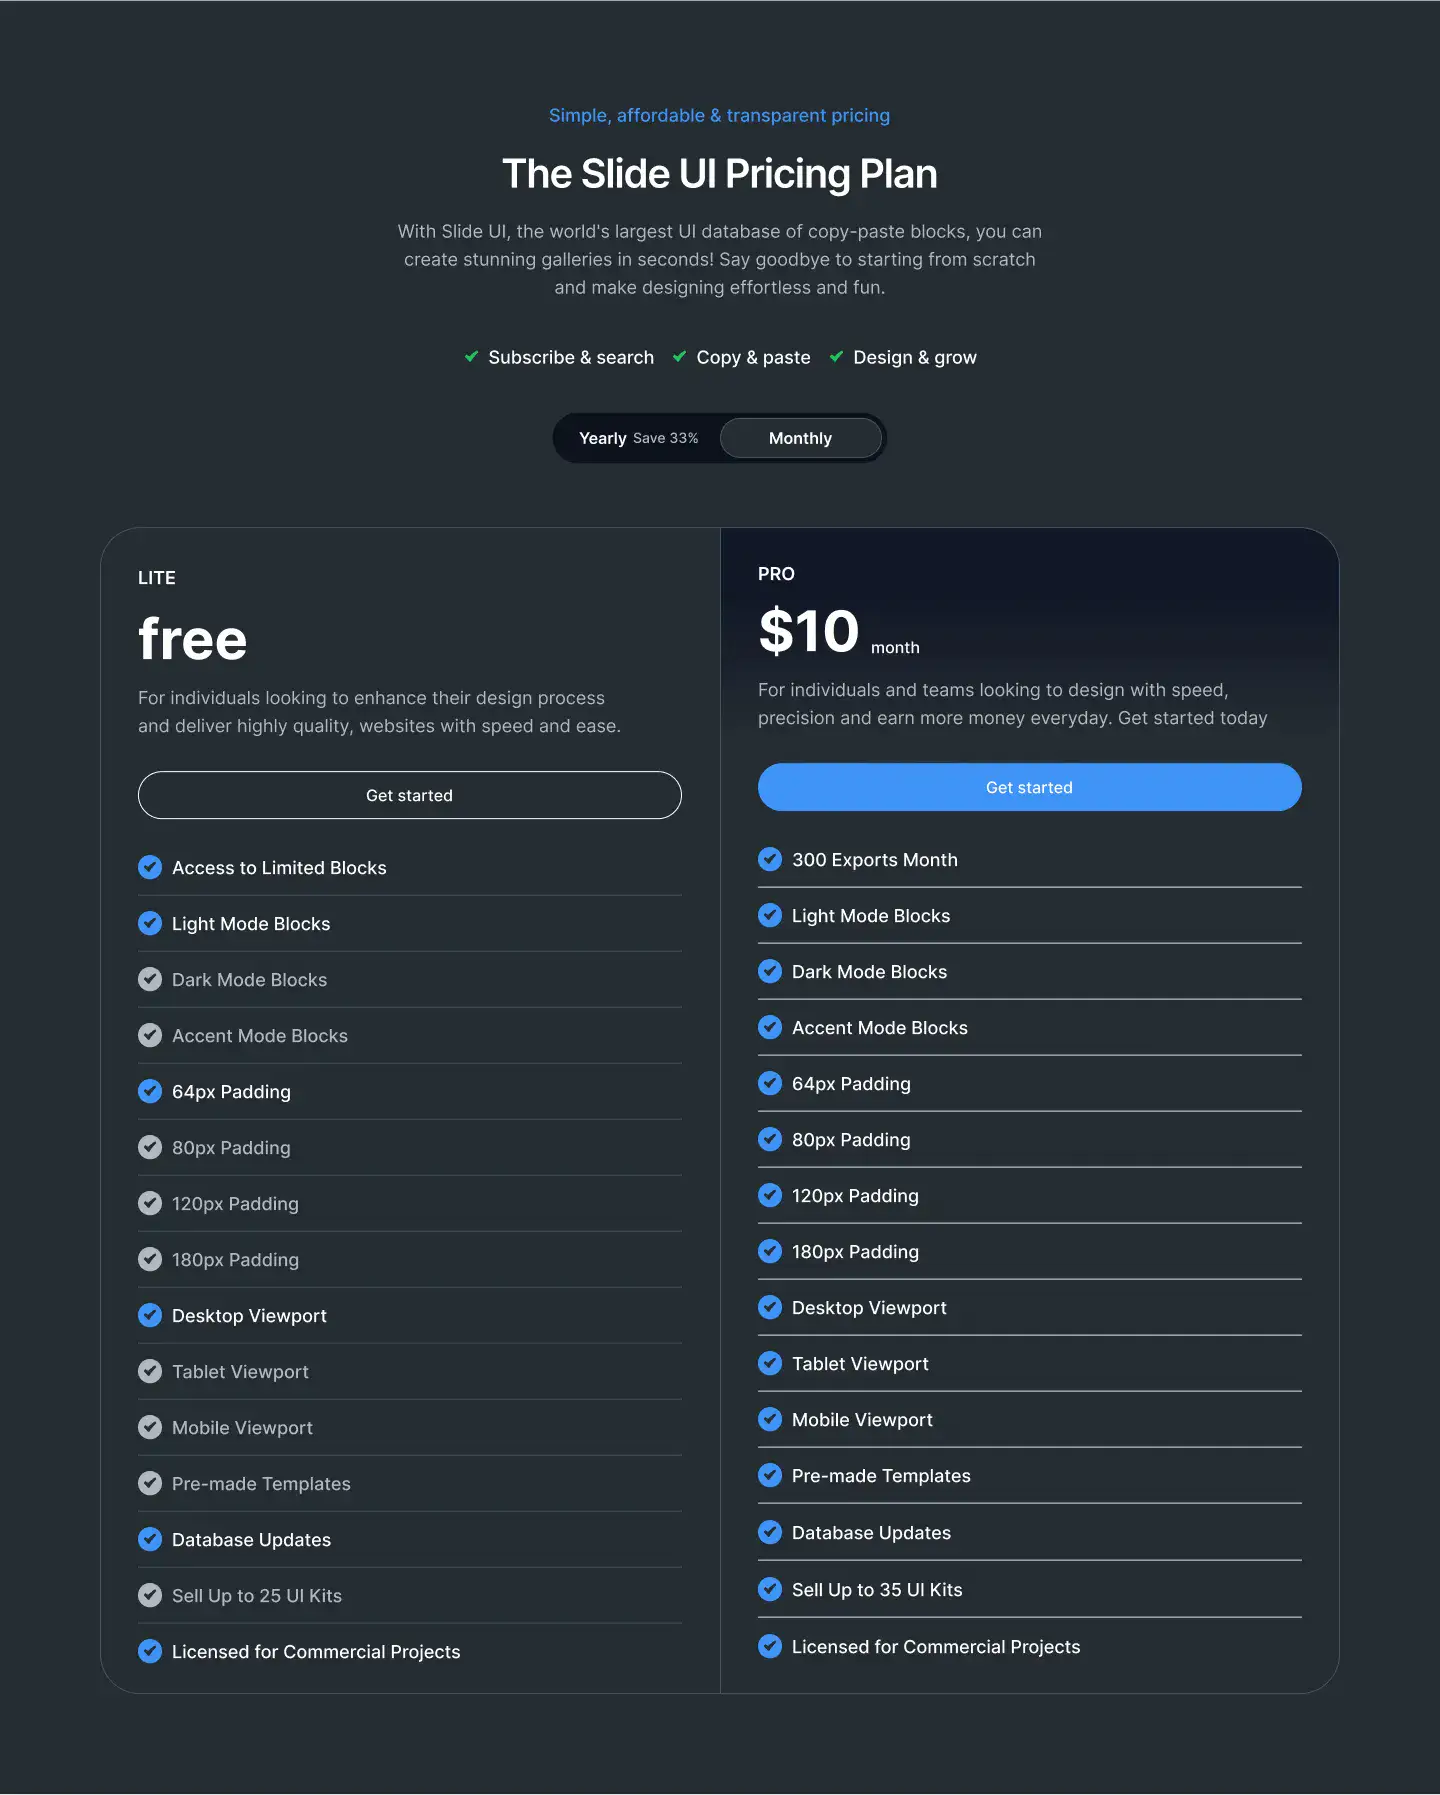 Simple, affordable & transparent pricing
The Slide UI Pricing Plan
With Slide UI, the world's largest UI database of copy-paste blocks, you can
create stunning galleries in seconds! Say goodbye to starting from scratch
and make designing effortless and fun.
Subscribe & search Copy & paste Design & grow
Yearly Save 33% Monthly
LITE
free
For individuals looking to enhance their design process
and deliver highly quality, websites with speed and ease.
Get started
Access to Limited Blocks
Light Mode Blocks
Dark Mode Blocks
Accent Mode Blocks
64px Padding
80px Padding
120px Padding
180px Padding
Desktop Viewport
Tablet Viewport
Mobile Viewport
Pre-made Templates
Database Updates
Sell Up to 25 UI Kits
Licensed for Commercial Projects
PRO
$10 month
For individuals and teams looking to design with speed,
precision and earn more money everyday. Get started today
Get started
300 Exports Month
Light Mode Blocks
Dark Mode Blocks
Accent Mode Blocks
64px Padding
80px Padding
120px Padding
180px Padding
Desktop Viewport
Tablet Viewport
Mobile Viewport
Pre-made Templates
Database Updates
Sell Up to 35 UI Kits
Licensed for Commercial Projects